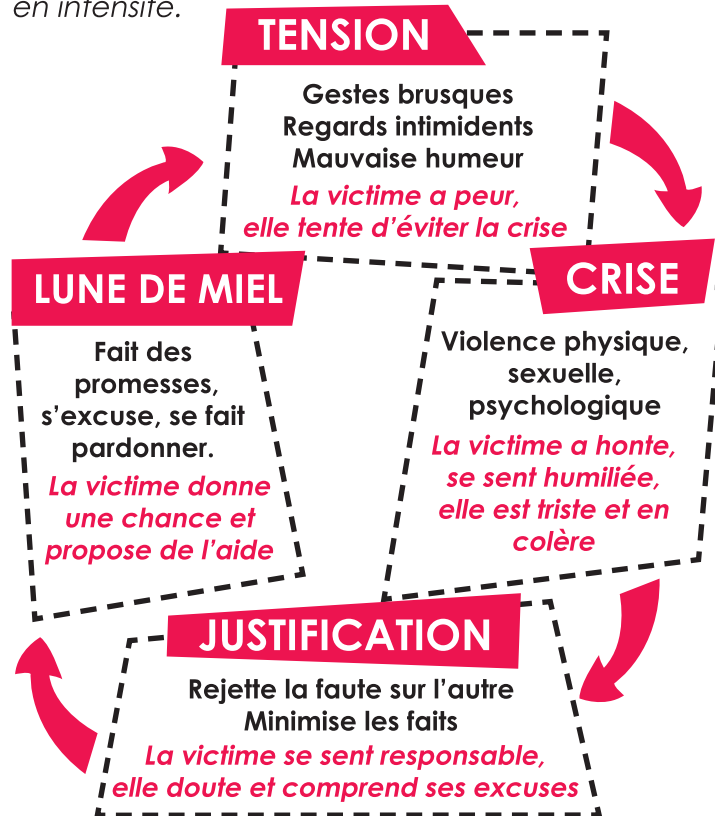 en intensité.
TENSION
Gestes brusques
Regards intimidents
Mauvaise humeur
La victime a peur,
elle tente d'éviter la crise
CRISE
Violence physique,
sexuelle,
psychologique
La victime a honte,
se sent humiliée,
elle est triste et en
colère
JUSTIFICATION
Rejette la faute sur l'autre
Minimise les faits
La victime se sent responsable,
elle doute et comprend ses excuses
LUNE DE MIEL
Fait des
promesses,
s'excuse, se fait
pardonner.
La victime donne
une chance et
propose de l'aide